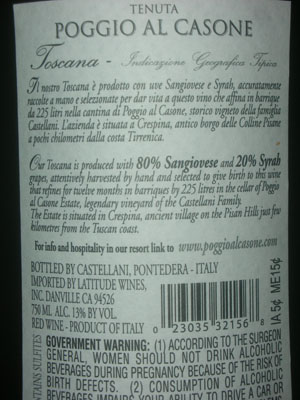 TENUTA
POGGIO AL CASONE
Toscana - Indicazione Geografica Tipica
Il nostro Toscana è prodotto con uve Sangiovese e Syrah, accuratamente
raccolte a mano e selezionate per dar vita a questo vino che affina in barrique
da 225 litri nella cantina di Poggio al Casone, storico vigneto della famiglia
Castellani. L'azienda è situata a Crespina, antico borgo delle Colline Pisane
a pochi chilometri dalla costa Tirrenica.
Our Toscana is produced with 80% Sangiovese and 20% Syrah
grapes, attentively harvested by hand and selected to give birth to this wine
that refines for twelve months in barriques by 225 litres in the cellar of Poggio
al Casone Estate, legendary vineyard of the Castellani Family.
The Estate is situated in Crespina, ancient village on the Pisan Hills just few
kilometres from the Tuscan coast.
For info and hospitality in our resort link to www.poggioalcasone.com
BOTTLED BY CASTELLANI, PONTEDERA - ITALY
IMPORTED BY LATITUDE WINES,
INC. DANVILLE CA 94526
750 ML ALC. 13% BY VOL.
RED WINE - PRODUCT OF ITALY
0 23035 32156 8
IA 5¢ ME 15¢
CONTAINS SULFITES
GOVERNMENT WARNING: (1) ACCORDING TO THE SURGEON
GENERAL, WOMEN SHOULD NOT DRINK ALCOHOLIC
BEVERAGES DURING PREGNANCY BECAUSE OF THE RISK OF
BIRTH DEFECTS. (2) CONSUMPTION OF ALCOHOLIC
BEVERAGES IMPAIRS YOUR ABILITY TO DRIVE A CAR OR